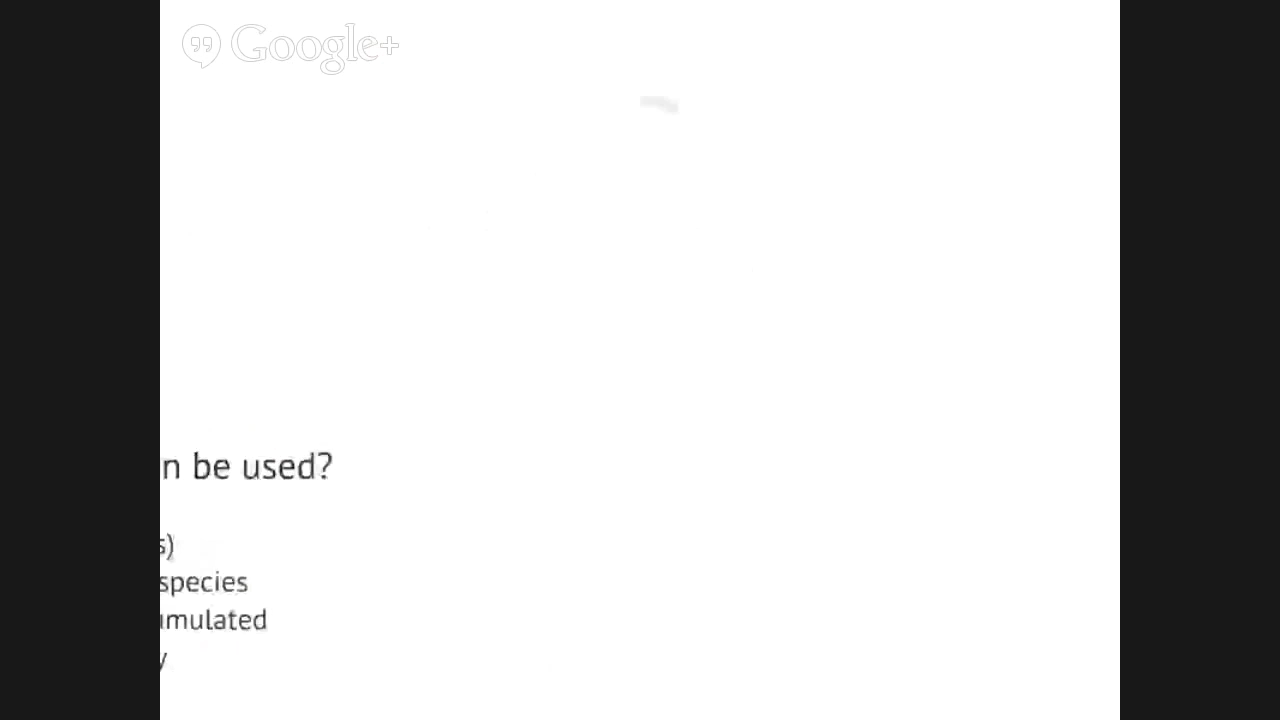 Google+
n be used?
s)
species
umulated
y